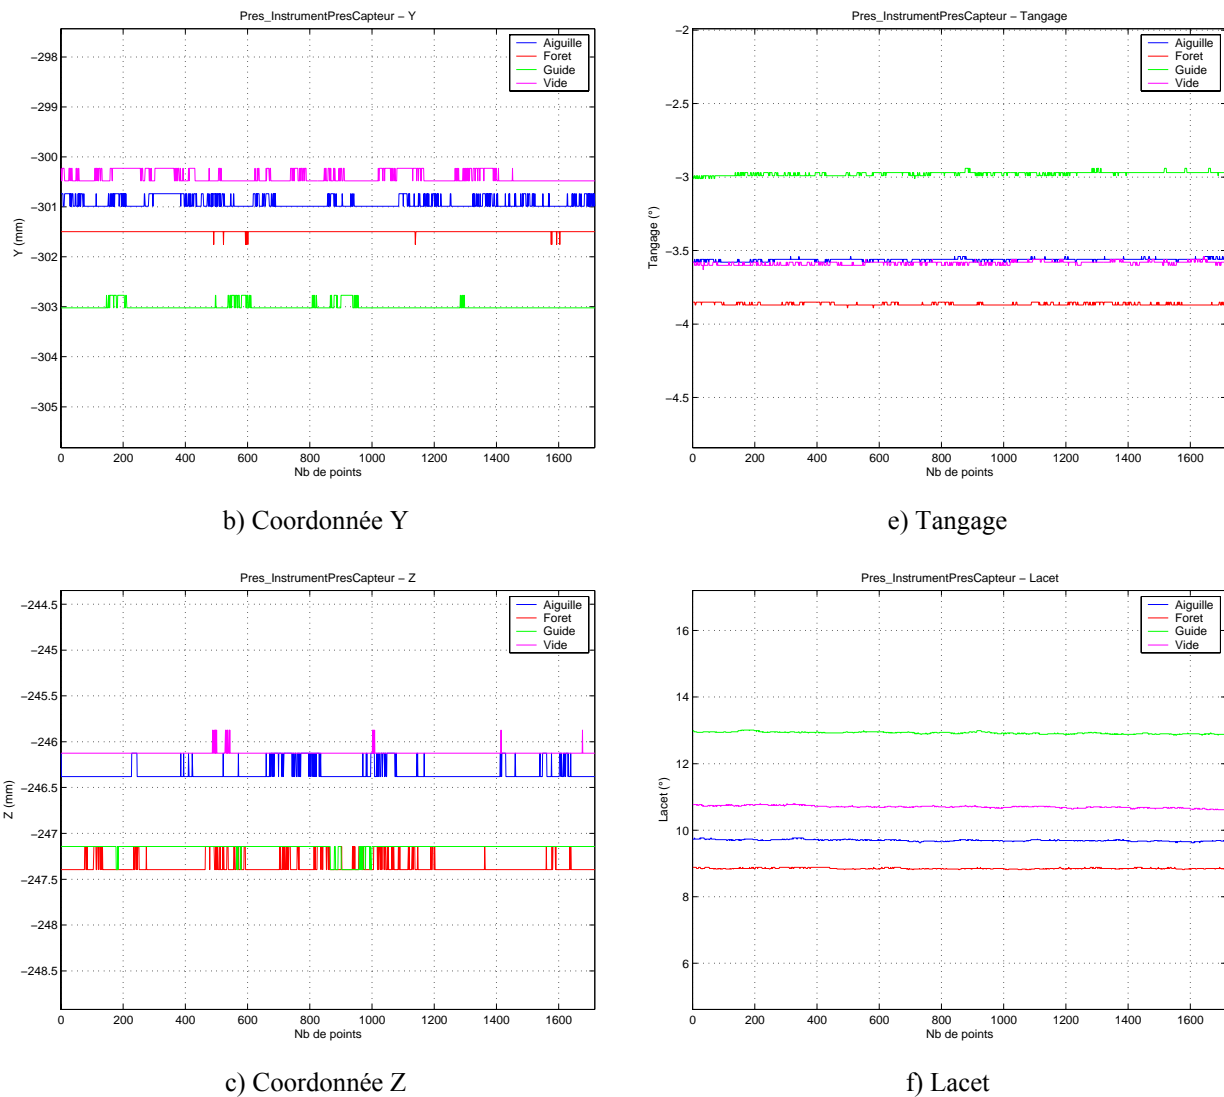 Pres_InstrumentPresCapteur – Y
−298
−299
−300
−301
−302
−303
−304
−305
Y (mm)
0 200 400 600 800 1000 1200 1400 1600
Nb de points
Aiguille
Foret
Guide
Vide
b) Coordonnée Y
Pres_InstrumentPresCapteur – Tangage
−2
−2.5
−3
−3.5
−4
−4.5
Tangage (°)
0 200 400 600 800 1000 1200 1400 1600
Nb de points
Aiguille
Foret
Guide
Vide
e) Tangage
Pres_InstrumentPresCapteur – Z
−244.5
−245
−245.5
−246
−246.5
−247
−247.5
−248
−248.5
Z (mm)
0 200 400 600 800 1000 1200 1400 1600
Nb de points
Aiguille
Foret
Guide
Vide
c) Coordonnée Z
Pres_InstrumentPresCapteur – Lacet
16
14
12
10
8
6
Lacet (°)
0 200 400 600 800 1000 1200 1400 1600
Nb de points
Aiguille
Foret
Guide
Vide
f) Lacet